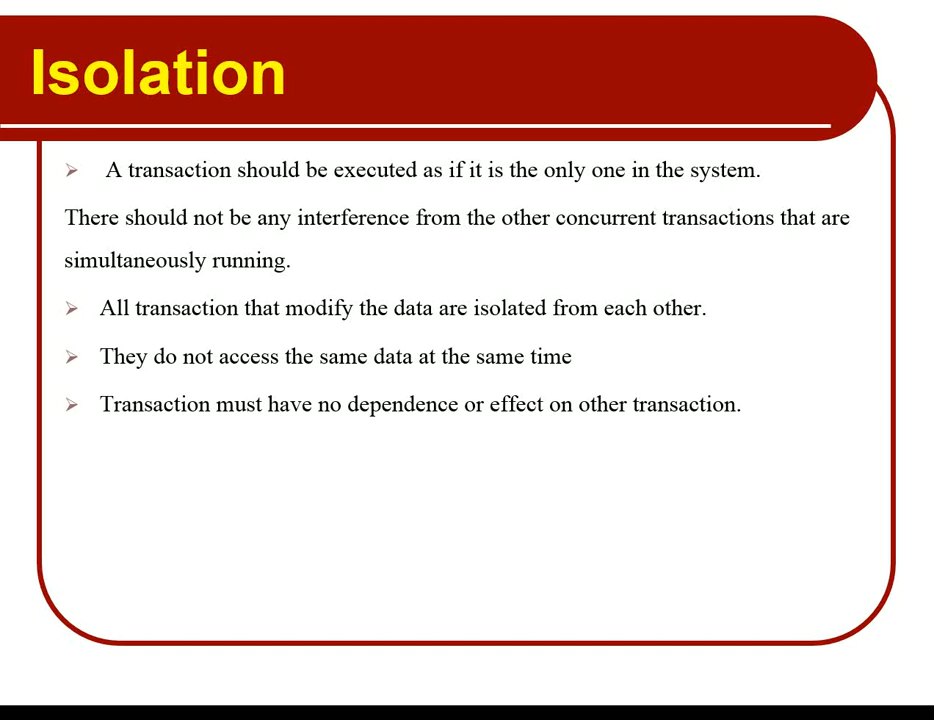 Isolation
A transaction should be executed as if it is the only one in the system.
There should not be any interference from the other concurrent transactions that are
simultaneously running.
All transaction that modify the data are isolated from each other.
They do not access the same data at the same time
Transaction must have no dependence or effect on other transaction.